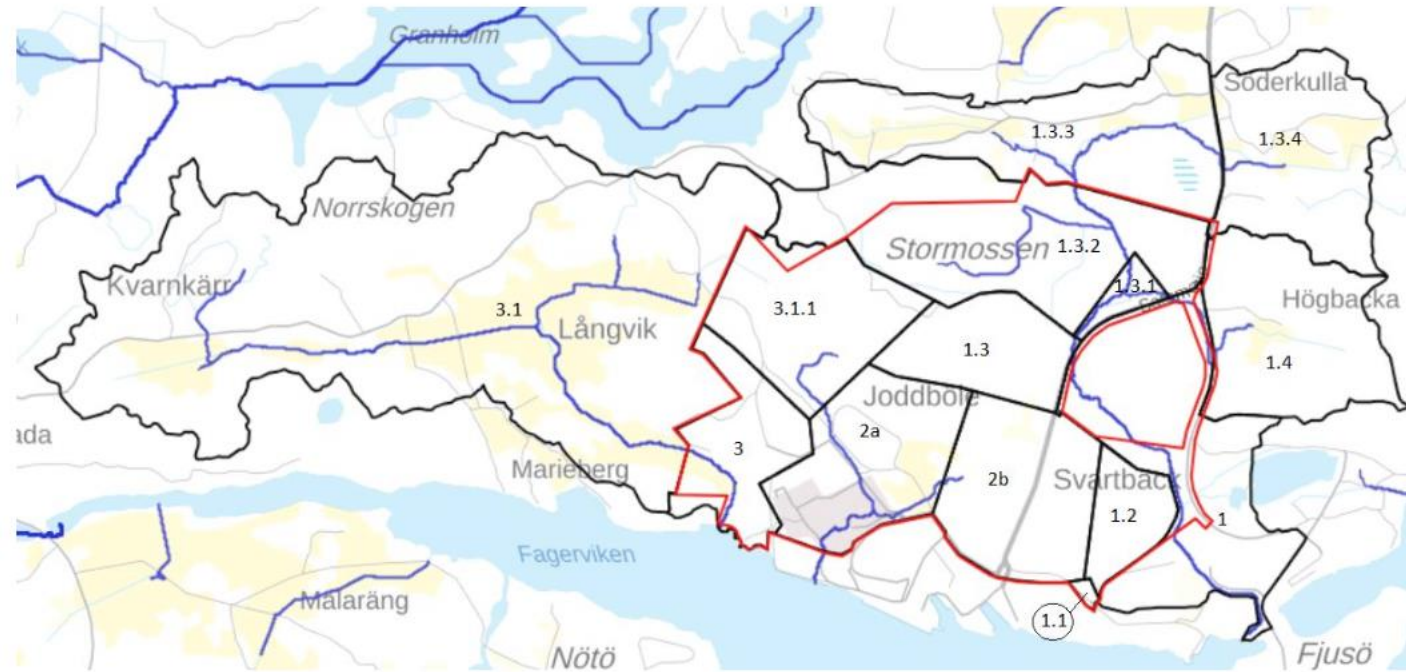 Granholm
Söderkulla
1.3.3
1.3.4
Norrskogen
Stormossen
1.3.2
Kvarnkärr
1.3.1
Högbacka
3.1
Långvik
3.1.1
1.3
1.4
Joddböle
ada
3
2a
Marieberg
2b
Svartbäck
1.2
1
Fagerviken
Mälaräng
1.1
Nötö
Fjusö